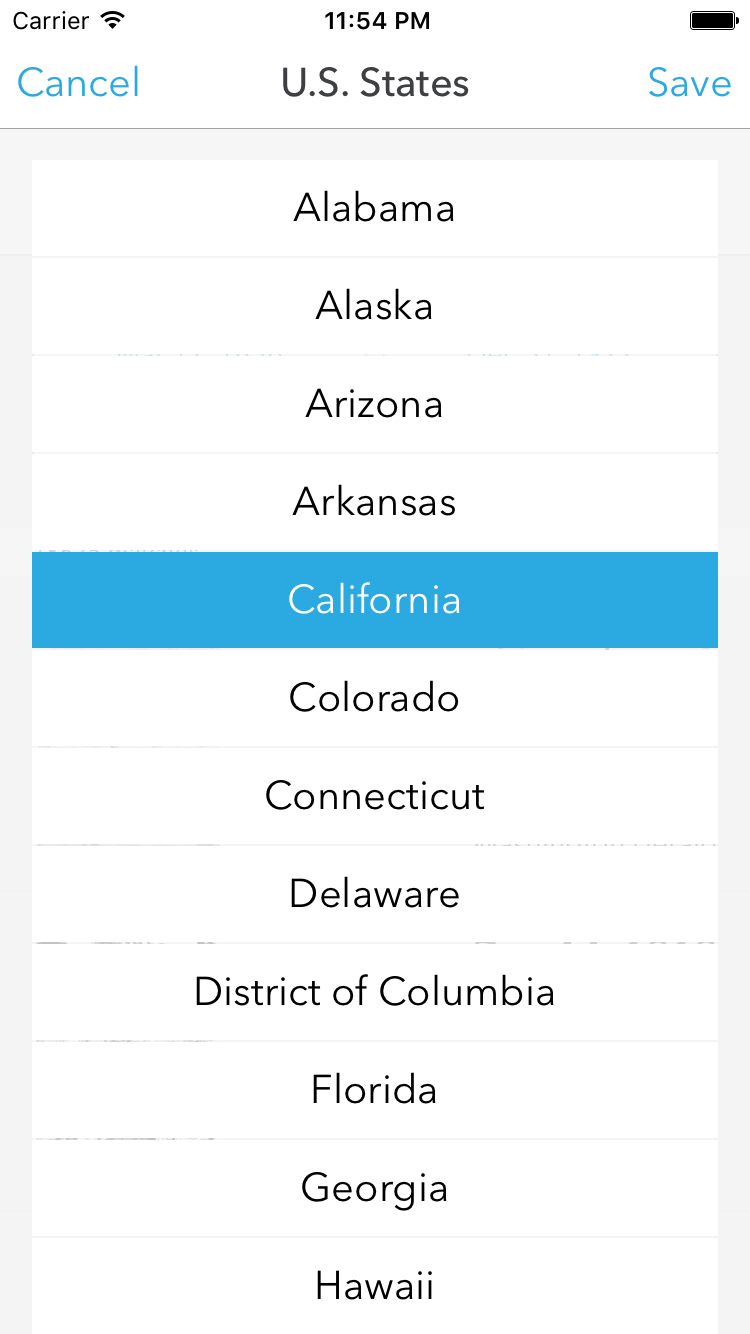 Carrier 11:54 PM
Cancel U.S. States Save
Alabama
Alaska
Arizona
Arkansas
California
Colorado
Connecticut
Delaware
District of Columbia
Florida
Georgia
Hawaii